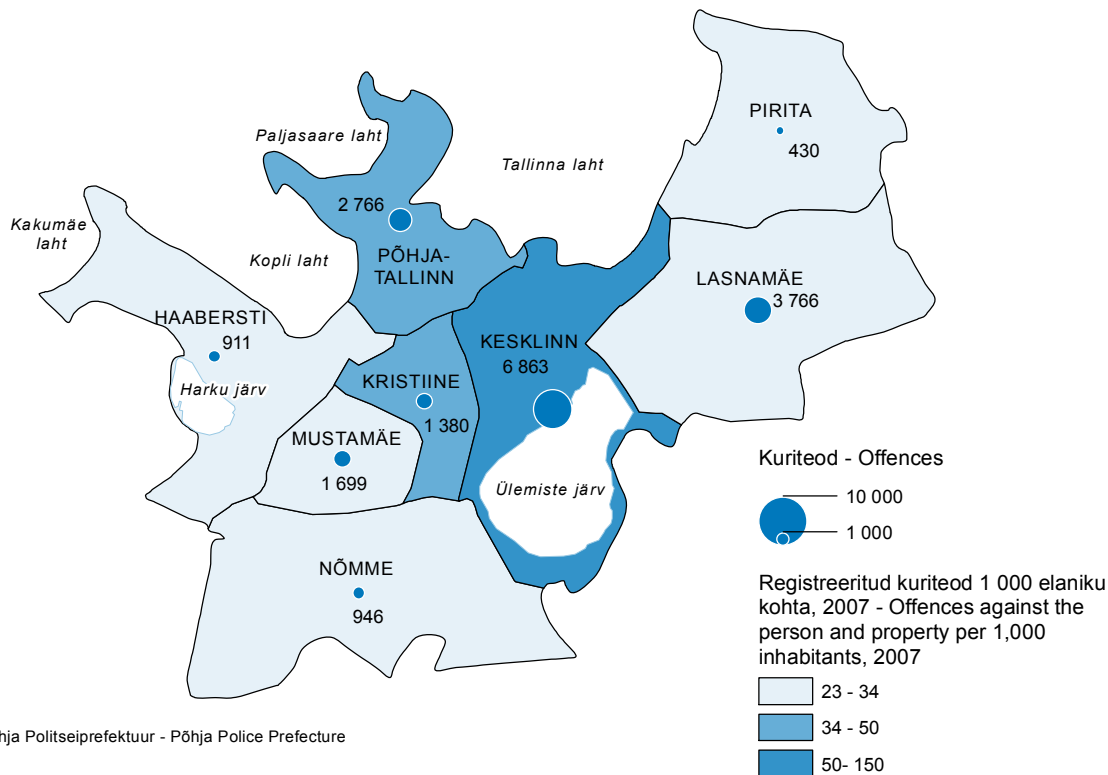 PIRITA
430
Paljasaare laht
Tallinna laht
2 766
Kakumäe
laht
Kopli laht
PÕHJA-
TALLINN
LASNAMÄE
3 766
HAABERSTI
911
KESKLINN
6 863
Harku järv
KRISTIINE
1 380
MUSTAMÄE
1 699
Ülemiste järv
NÕMME
946
Kuriteod - Offences
10 000
1 000
Registreeritud kuriteod 1 000 elaniku
kohta, 2007 - Offences against the
person and property per 1,000
inhabitants, 2007
23 - 34
34 - 50
50- 150
hja Politseiprefektuur - Põhja Police Prefecture